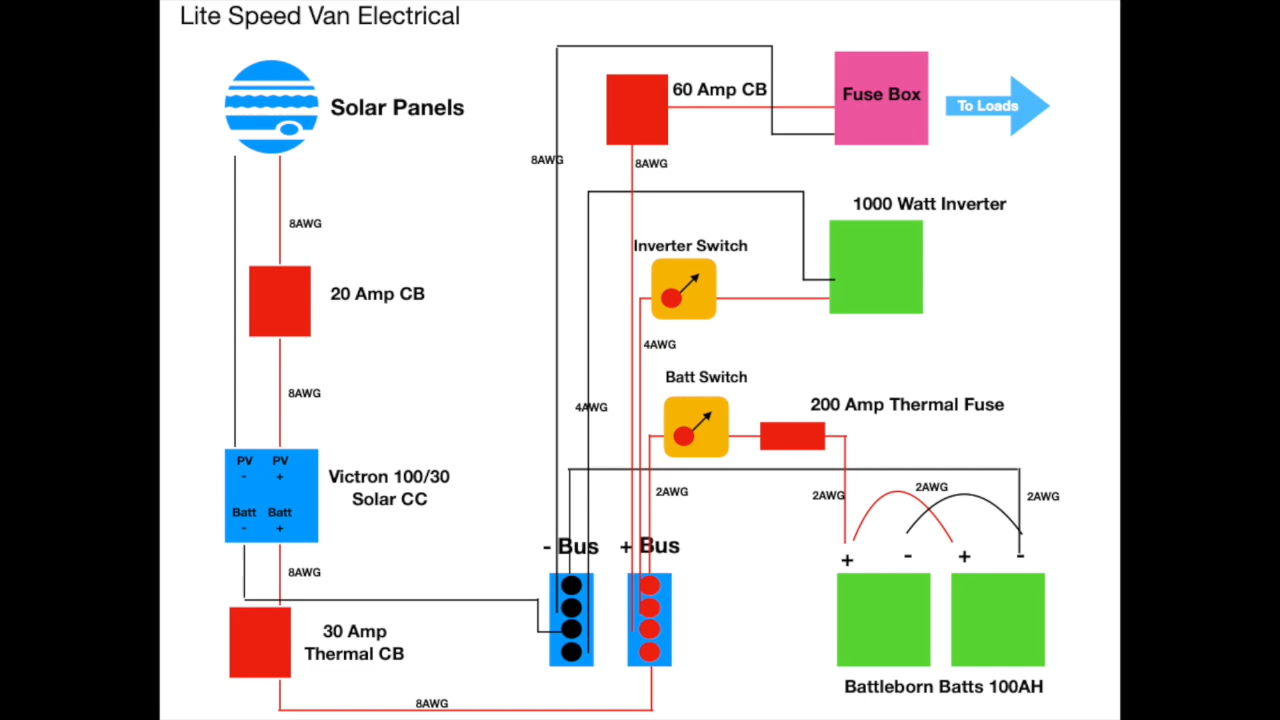 Lite Speed Van Electrical
Solar Panels
60 Amp CB
Fuse Box
To Loads
8AWG
8AWG
8AWG
1000 Watt Inverter
Inverter Switch
20 Amp CB
4AWG
8AWG
Batt Switch
4AWG
200 Amp Thermal Fuse
PV PV
- +
Batt Batt
- +
Victron 100/30
Solar CC
2AWG
2AWG
2AWG
2AWG
- Bus
+ Bus
+ - + -
8AWG
30 Amp
Thermal CB
Battleborn Batts 100AH
8AWG